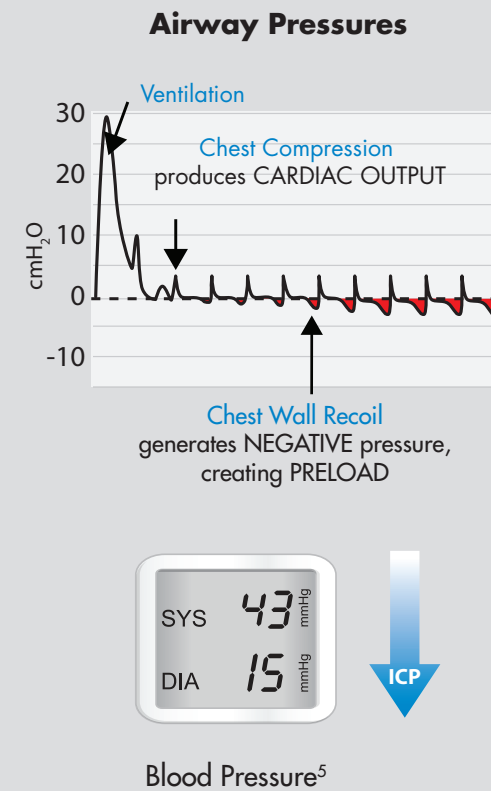 Airway Pressures
Ventilation
30
20
10
0
-10
cmH₂O
Chest Compression
produces CARDIAC OUTPUT
Chest Wall Recoil
generates NEGATIVE pressure,
creating PRELOAD
SYS 43 mmHg
DIA 15 mmHg
ICP
Blood Pressure⁵